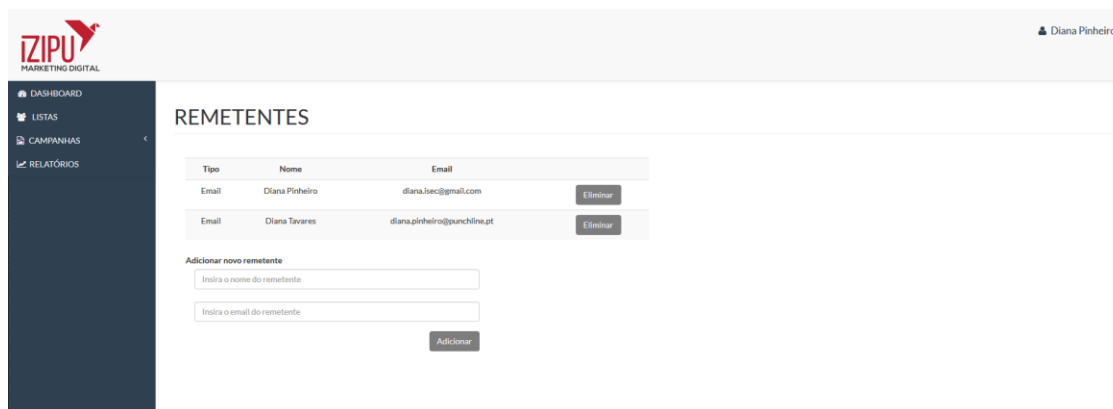 iZIPU
MARKETING DIGITAL
Diana Pinheiro
DASHBOARD
LISTAS
CAMPANHAS
RELATÓRIOS
REMETENTES
Tipo Nome Email
Email Diana Pinheiro diana.isec@gmail.com Eliminar
Email Diana Tavares diana.pinheiro@punchline.pt Eliminar
Adicionar novo remetente
Insira o nome do remetente
Insira o email do remetente
Adicionar